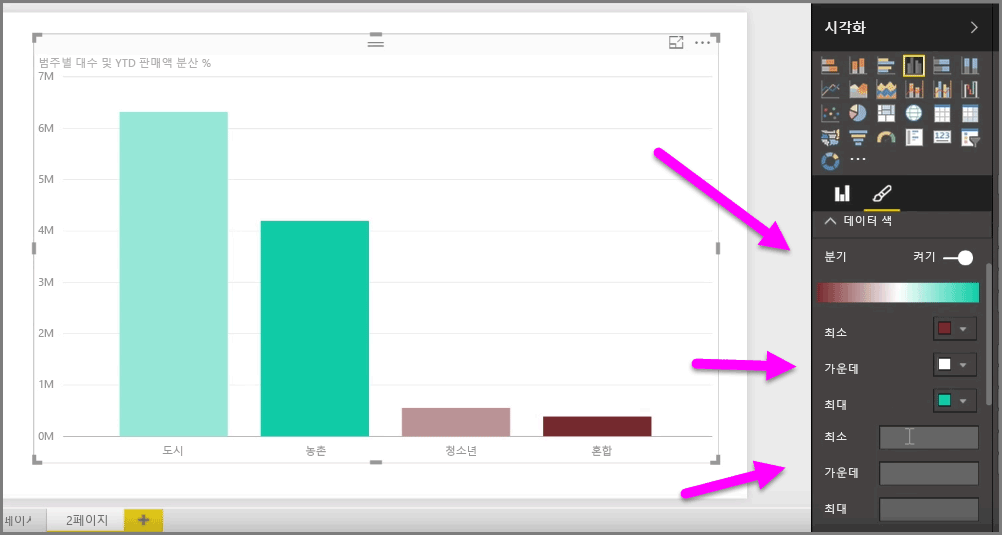 시각화
범주별 대수 및 YTD 판매액 분산 %
7M
6M
5M
4M
3M
2M
1M
0M
도시 농촌 청소년 혼합
123
데이터 색
분기 켜기
최소
가운데
최대
최소
가운데
최대
2페이지